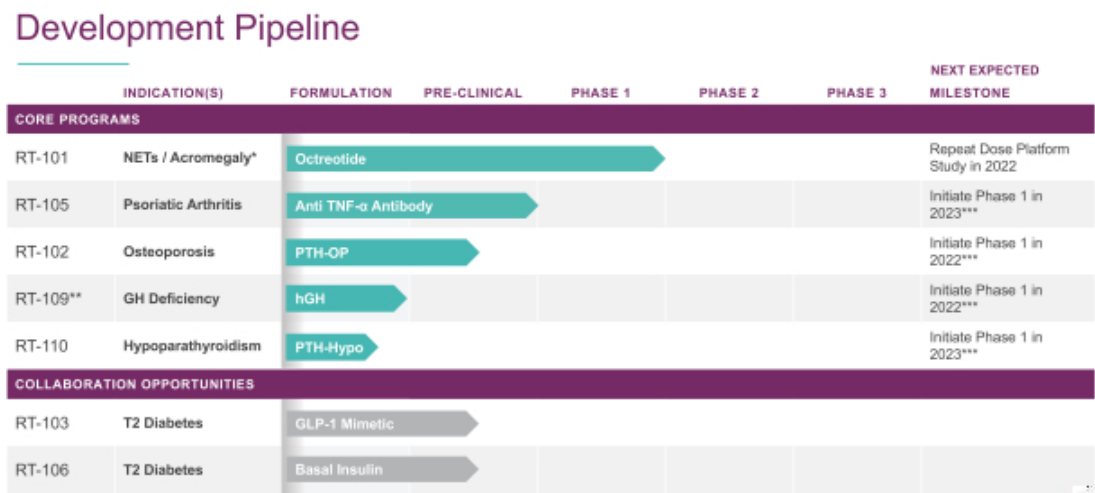 Development Pipeline
INDICATION(S) FORMULATION PRE-CLINICAL PHASE 1 PHASE 2 PHASE 3 NEXT EXPECTED MILESTONE
CORE PROGRAMS
RT-101 NETs / Acromegaly* Octreotide Repeat Dose Platform
Study in 2022
RT-105 Psoriatic Arthritis Anti TNF-α Antibody Initiate Phase 1 in
2023***
RT-102 Osteoporosis PTH-OP Initiate Phase 1 in
2022***
RT-109** GH Deficiency hGH Initiate Phase 1 in
2022***
RT-110 Hypoparathyroidism PTH-Hypo Initiate Phase 1 in
2023***
COLLABORATION OPPORTUNITIES
RT-103 T2 Diabetes GLP-1 Mimetic
RT-106 T2 Diabetes Basal Insulin